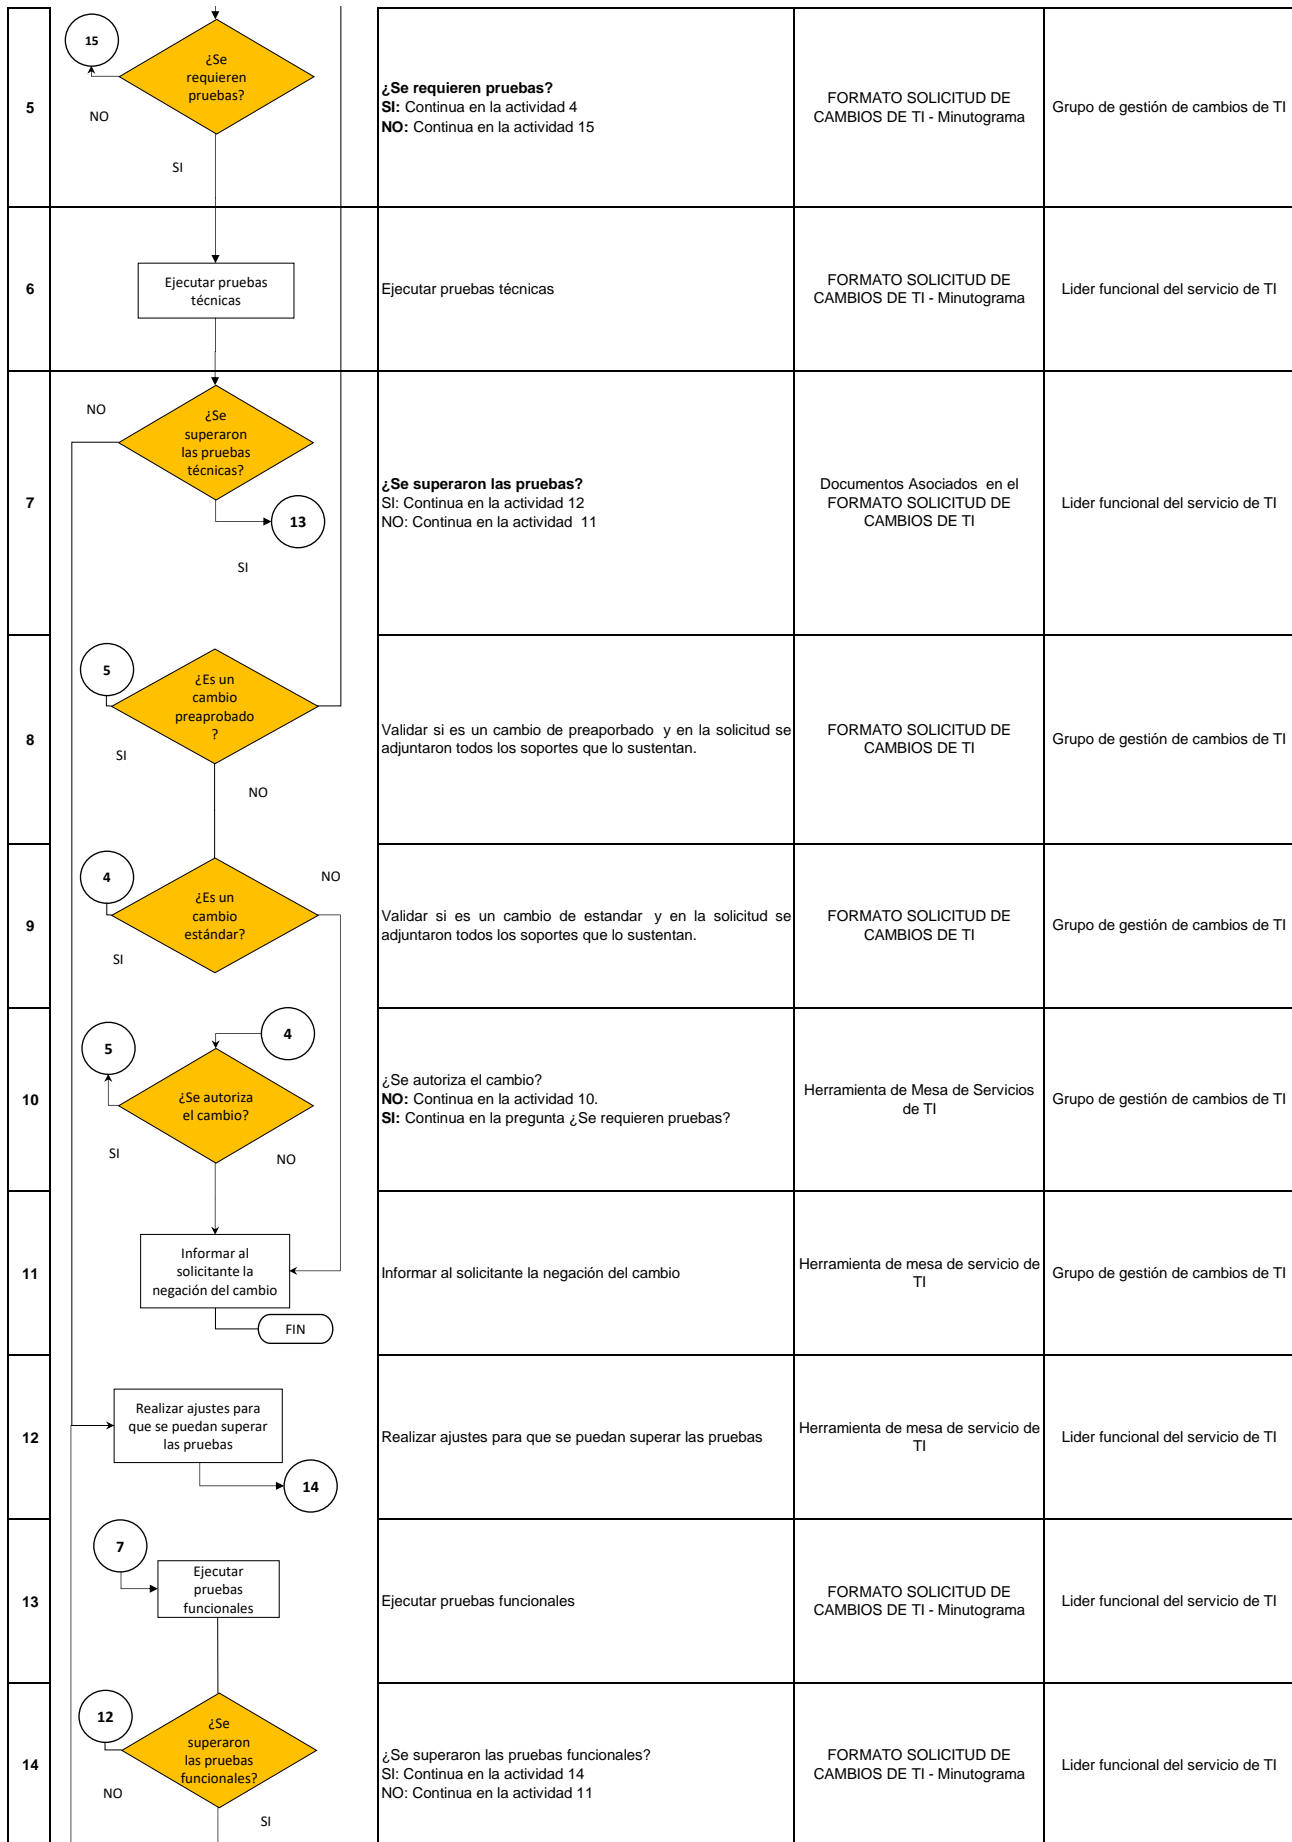 5
15
¿Se
requieren
pruebas?
NO
SI
¿Se requieren pruebas?
SI: Continua en la actividad 4
NO: Continua en la actividad 15
FORMATO SOLICITUD DE
CAMBIOS DE TI - Minutograma
Grupo de gestión de cambios de TI
6
Ejecutar pruebas
técnicas
Ejecutar pruebas técnicas
FORMATO SOLICITUD DE
CAMBIOS DE TI - Minutograma
Lider funcional del servicio de TI
7
NO
¿Se
superaron
las pruebas
técnicas?
13
SI
¿Se superaron las pruebas?
SI: Continua en la actividad 12
NO: Continua en la actividad  11
Documentos Asociados  en el
FORMATO SOLICITUD DE
CAMBIOS DE TI
Lider funcional del servicio de TI
8
5
¿Es un
cambio
preaprobado
?
SI
NO
Validar si es un cambio de preaporbado  y en la solicitud se
adjuntaron todos los soportes que lo sustentan.
FORMATO SOLICITUD DE
CAMBIOS DE TI
Grupo de gestión de cambios de TI
9
4
NO
¿Es un
cambio
estándar?
SI
Validar si es un cambio de estandar  y en la solicitud se
adjuntaron todos los soportes que lo sustentan.
FORMATO SOLICITUD DE
CAMBIOS DE TI
Grupo de gestión de cambios de TI
10
4
5
¿Se autoriza
el cambio?
SI
NO
¿Se autoriza el cambio?
NO: Continua en la actividad 10.
SI: Continua en la pregunta ¿Se requieren pruebas?
Herramienta de Mesa de Servicios
de TI
Grupo de gestión de cambios de TI
11
Informar al
solicitante la
negación del cambio
FIN
Informar al solicitante la negación del cambio
Herramienta de mesa de servicio de
TI
Grupo de gestión de cambios de TI
12
Realizar ajustes para
que se puedan superar
las pruebas
14
Realizar ajustes para que se puedan superar las pruebas
Herramienta de mesa de servicio de
TI
Lider funcional del servicio de TI
13
7
Ejecutar
pruebas
funcionales
Ejecutar pruebas funcionales
FORMATO SOLICITUD DE
CAMBIOS DE TI - Minutograma
Lider funcional del servicio de TI
14
12
¿Se
superaron
las pruebas
funcionales?
NO
SI
¿Se superaron las pruebas funcionales?
SI: Continua en la actividad 14
NO: Continua en la actividad 11
FORMATO SOLICITUD DE
CAMBIOS DE TI - Minutograma
Lider funcional del servicio de TI